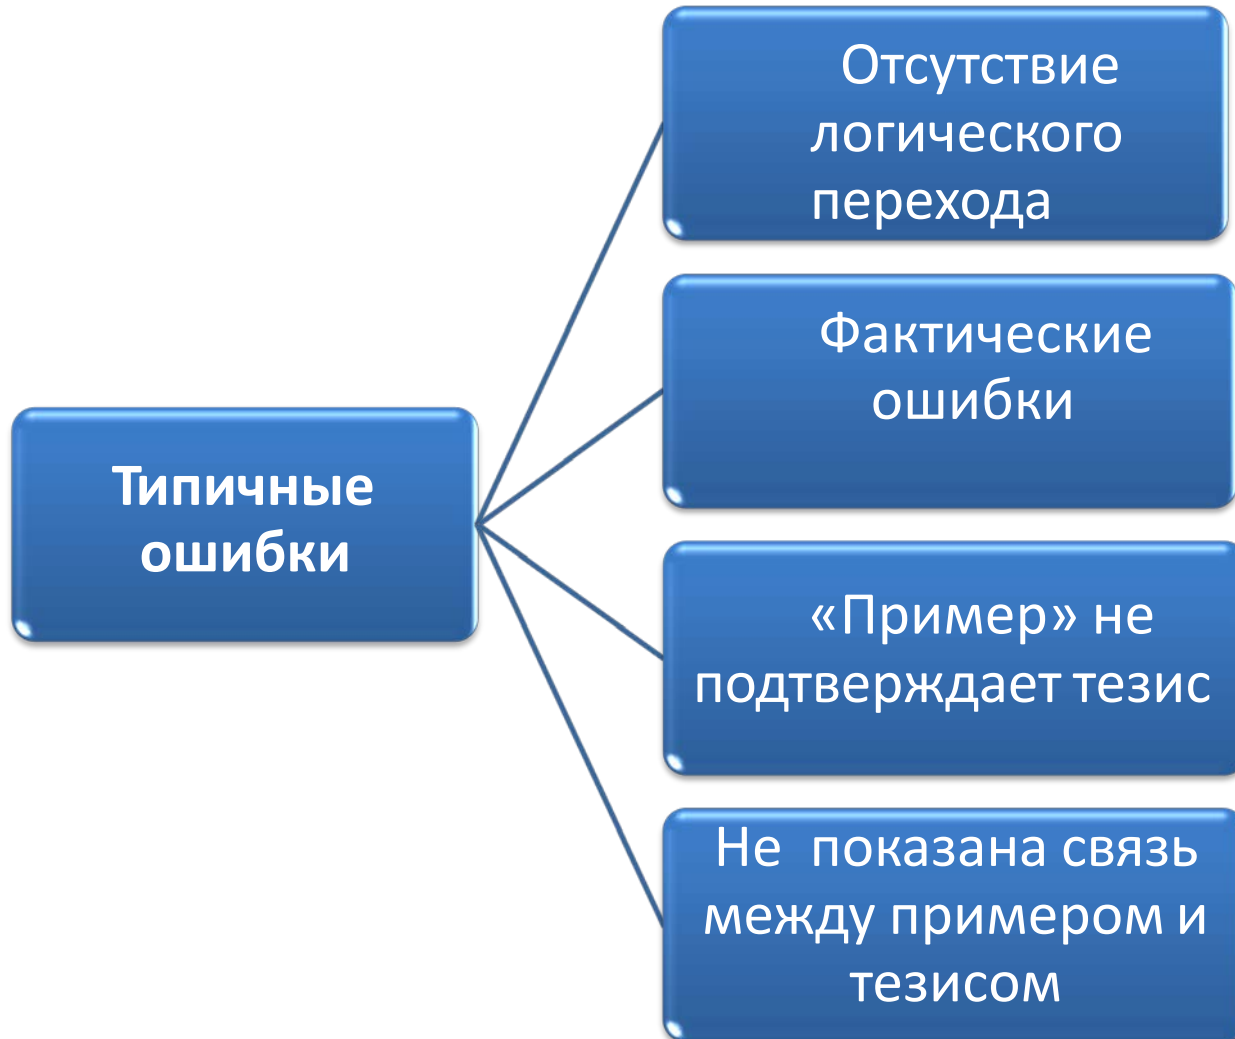 Типичные
ошибки
Отсутствие
логического
перехода
Фактические
ошибки
«Пример» не
подтверждает тезис
Не показана связь
между примером и
тезисом